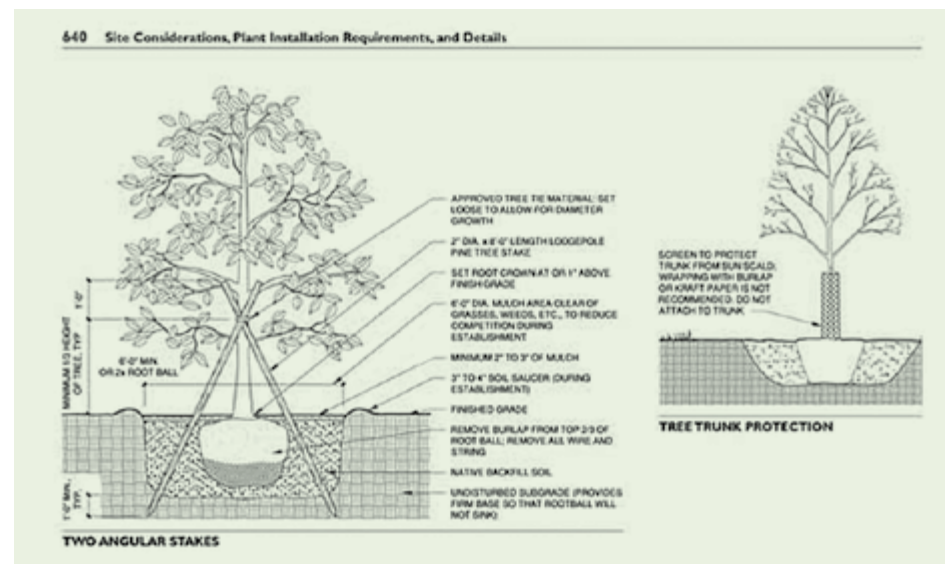 640 Site Considerations, Plant Installation Requirements, and Details
APPROVED TREE TIE MATERIAL: SET
LOOSE TO ALLOW FOR DIAMETER
GROWTH
2" DIA. x 8'-0" LENGTH LODGEPOLE
PINE TREE STAKE
SET ROOT CROWN AT OR 1" ABOVE
FINISH GRADE
6'-0" DIA. MULCH AREA CLEAR OF
GRASSES, WEEDS, ETC., TO REDUCE
COMPETITION DURING
ESTABLISHMENT
MINIMUM 2" TO 3" OF MULCH
3" TO 4" SOIL SAUCER (DURING
ESTABLISHMENT)
FINISHED GRADE
REMOVE BURLAP FROM TOP 2/3 OF
ROOT BALL; REMOVE ALL WIRE AND
STRING
NATIVE BACKFILL SOIL
UNDISTURBED SUBGRADE (PROVIDES
FIRM BASE SO THAT ROOTBALL WILL
NOT SINK)
1'-0"
MINIMUM HEIGHT
OF TREE, TYP.
6'-0" MIN.
OR 2x ROOT BALL
1'-0" MIN.,
TYP.
TWO ANGULAR STAKES
SCREEN TO PROTECT
TRUNK FROM SUN SCALD;
WRAPPING WITH BURLAP
OR KRAFT PAPER IS NOT
RECOMMENDED. DO NOT
ATTACH TO TRUNK
TREE TRUNK PROTECTION